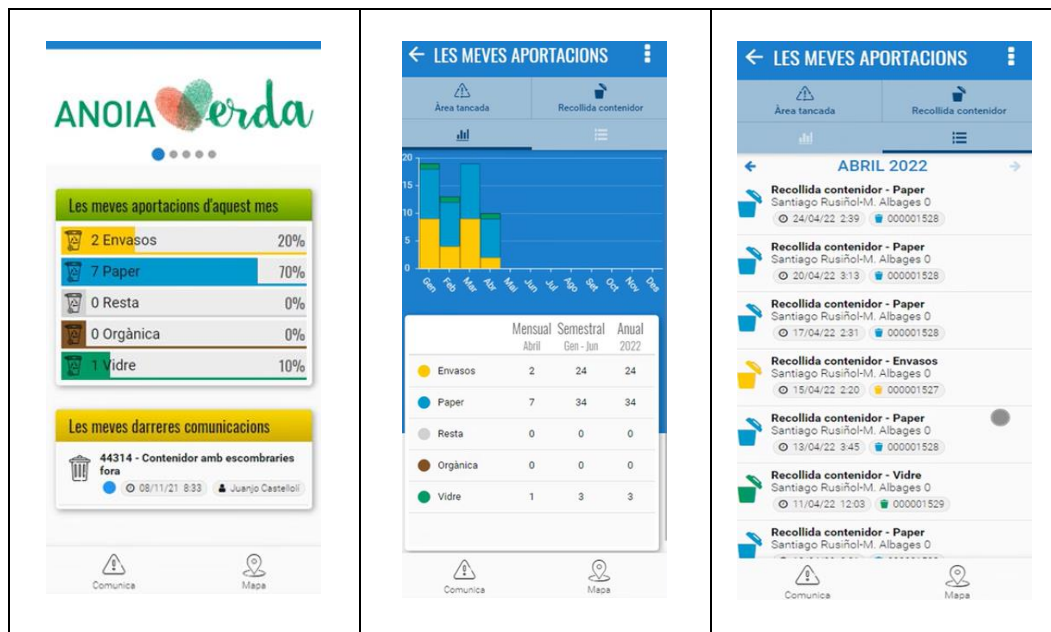 ANOIA Verda
Les meves aportacions d'aquest mes
2 Envasos 20%
7 Paper 70%
0 Resta 0%
0 Orgànica 0%
1 Vidre 10%
Les meves darreres comunicacions
44314 - Contenidor amb escombraries
fora
08/11/21 8:33 Juanjo Castelloli
Comunica Mapa
LES MEVES APORTACIONS
Àrea tancada Recollida contenidor
20
15
10
5
0
Gen Feb Mar Abr Mai Jun Jul Ago Set Oct Nov Des
Mensual Semestral Anual
Abril Gen - Jun 2022
Envasos 2 24 24
Paper 7 34 34
Resta 0 0 0
Orgànica 0 0 0
Vidre 1 3 3
Comunica Mapa
LES MEVES APORTACIONS
Àrea tancada Recollida contenidor
ABRIL 2022
Recollida contenidor - Paper
Santiago Rusiñol-M. Albages 0
24/04/22 2:39 000001528
Recollida contenidor - Paper
Santiago Rusiñol-M. Albages 0
20/04/22 3:13 000001528
Recollida contenidor - Paper
Santiago Rusiñol-M. Albages 0
17/04/22 2:31 000001528
Recollida contenidor - Envasos
Santiago Rusiñol-M. Albages 0
15/04/22 2:20 000001527
Recollida contenidor - Paper
Santiago Rusiñol-M. Albages 0
13/04/22 3:45 000001528
Recollida contenidor - Vidre
Santiago Rusiñol-M. Albages 0
11/04/22 12:03 000001529
Recollida contenidor - Paper
Santiago Rusiñol-M. Albages 0
Comunica Mapa